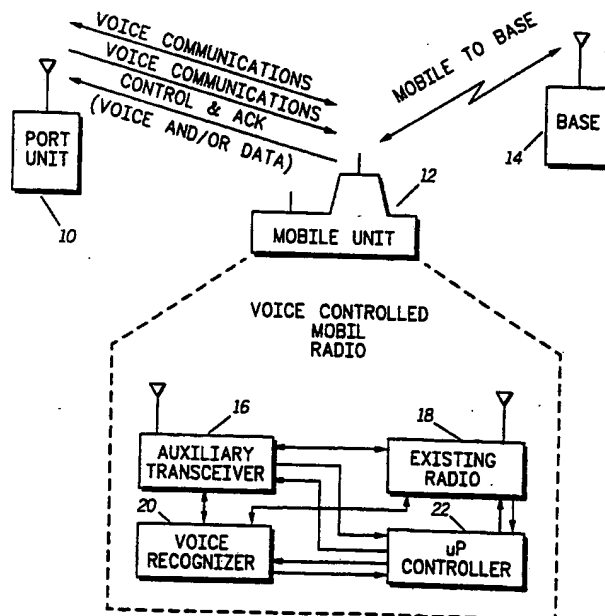 VOICE COMMUNICATIONS
VOICE COMMUNICATIONS
CONTROL & ACK
(VOICE AND/OR DATA)
MOBILE TO BASE
PORT
UNIT
10
BASE
14
12
MOBILE UNIT
VOICE CONTROLLED
MOBIL
RADIO
16
AUXILIARY
TRANSCEIVER
18
EXISTING
RADIO
20
VOICE
RECOGNIZER
22
uP
CONTROLLER